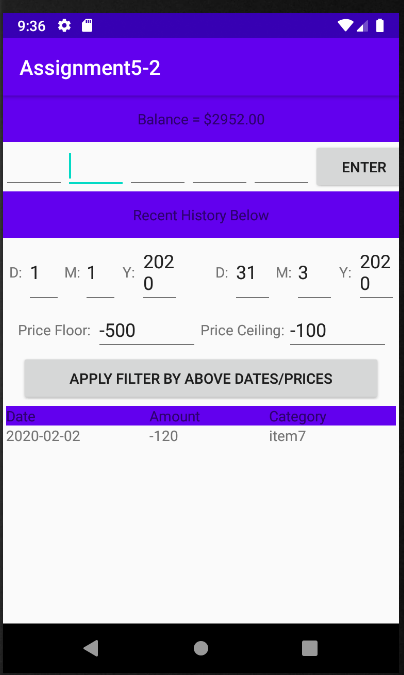 9:36
Assignment5-2
Balance = $2952.00
ENTER
Recent History Below
D: 1 M: 1 Y: 202 D: 31 M: 3 Y: 202
0 0
Price Floor: -500 Price Ceiling: -100
APPLY FILTER BY ABOVE DATES/PRICES
Date Amount Category
2020-02-02 -120 item7